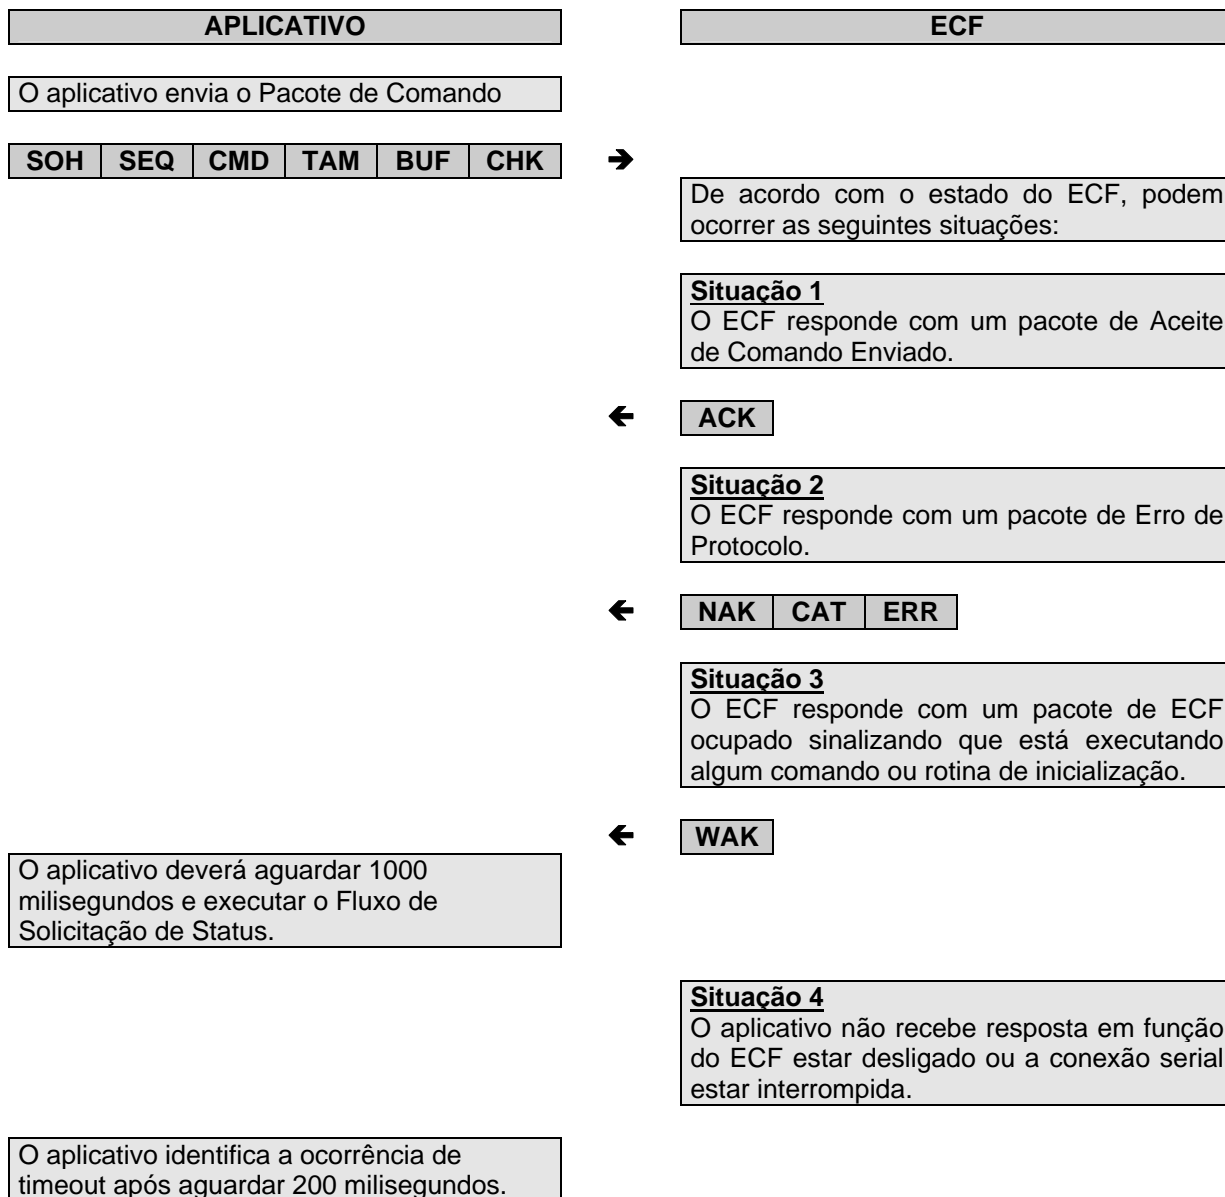 APLICATIVO
ECF
O aplicativo envia o Pacote de Comando
SOH SEQ CMD TAM BUF CHK ➔
De acordo com o estado do ECF, podem
ocorrer as seguintes situações:
Situação 1
O ECF responde com um pacote de Aceite
de Comando Enviado.
🡸 ACK
Situação 2
O ECF responde com um pacote de Erro de
Protocolo.
🡸 NAK CAT ERR
Situação 3
O ECF responde com um pacote de ECF
ocupado sinalizando que está executando
algum comando ou rotina de inicialização.
🡸 WAK
O aplicativo deverá aguardar 1000
milisegundos e executar o Fluxo de
Solicitação de Status.
Situação 4
O aplicativo não recebe resposta em função
do ECF estar desligado ou a conexão serial
estar interrompida.
O aplicativo identifica a ocorrência de
timeout após aguardar 200 milisegundos.